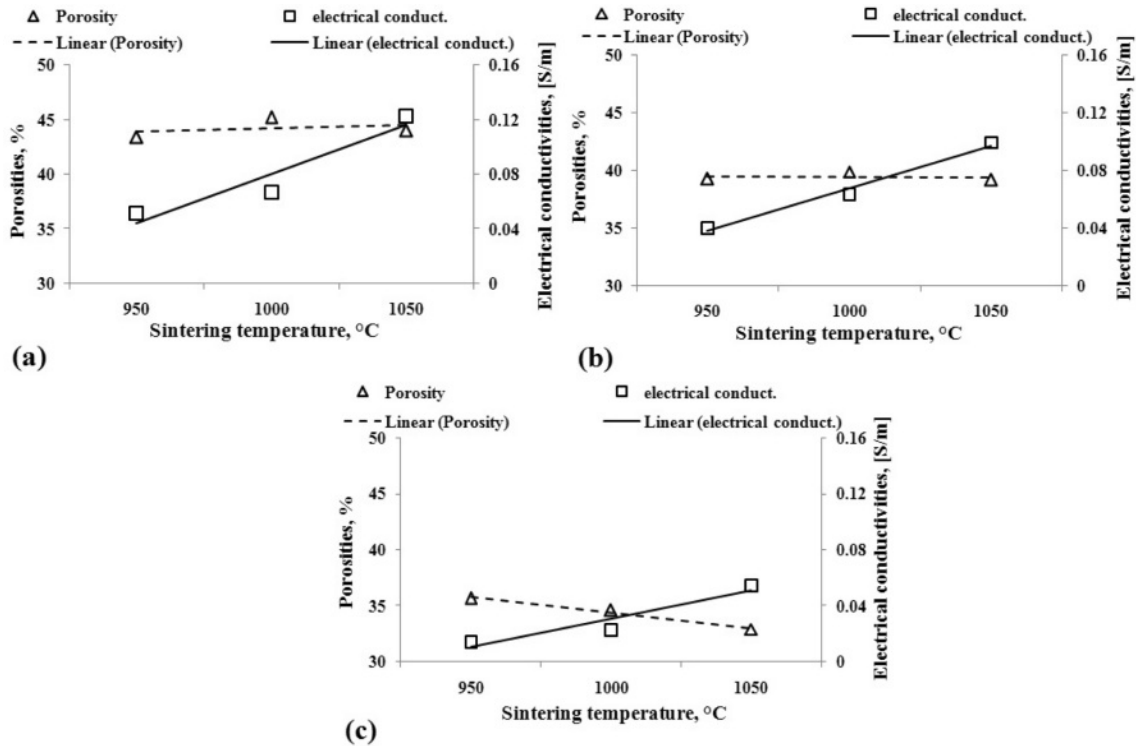 Porosity
electrical conduct.
Linear (Porosity)
Linear (electrical conduct.)
50
45
40
35
30
Porosities, %
0.16
0.12
0.08
0.04
0
Electrical conductivities, [S/m]
950
1000
1050
Sintering temperature, °C
(a)
Porosity
electrical conduct.
Linear (Porosity)
Linear (electrical conduct.)
50
45
40
35
30
Porosities, %
0.16
0.12
0.08
0.04
0
Electrical conductivities, [S/m]
950
1000
1050
Sintering temperature, °C
(b)
Porosity
electrical conduct.
Linear (Porosity)
Linear (electrical conduct.)
50
45
40
35
30
Porosities, %
0.16
0.12
0.08
0.04
0
Electrical conductivities, [S/m]
950
1000
1050
Sintering temperature, °C
(c)